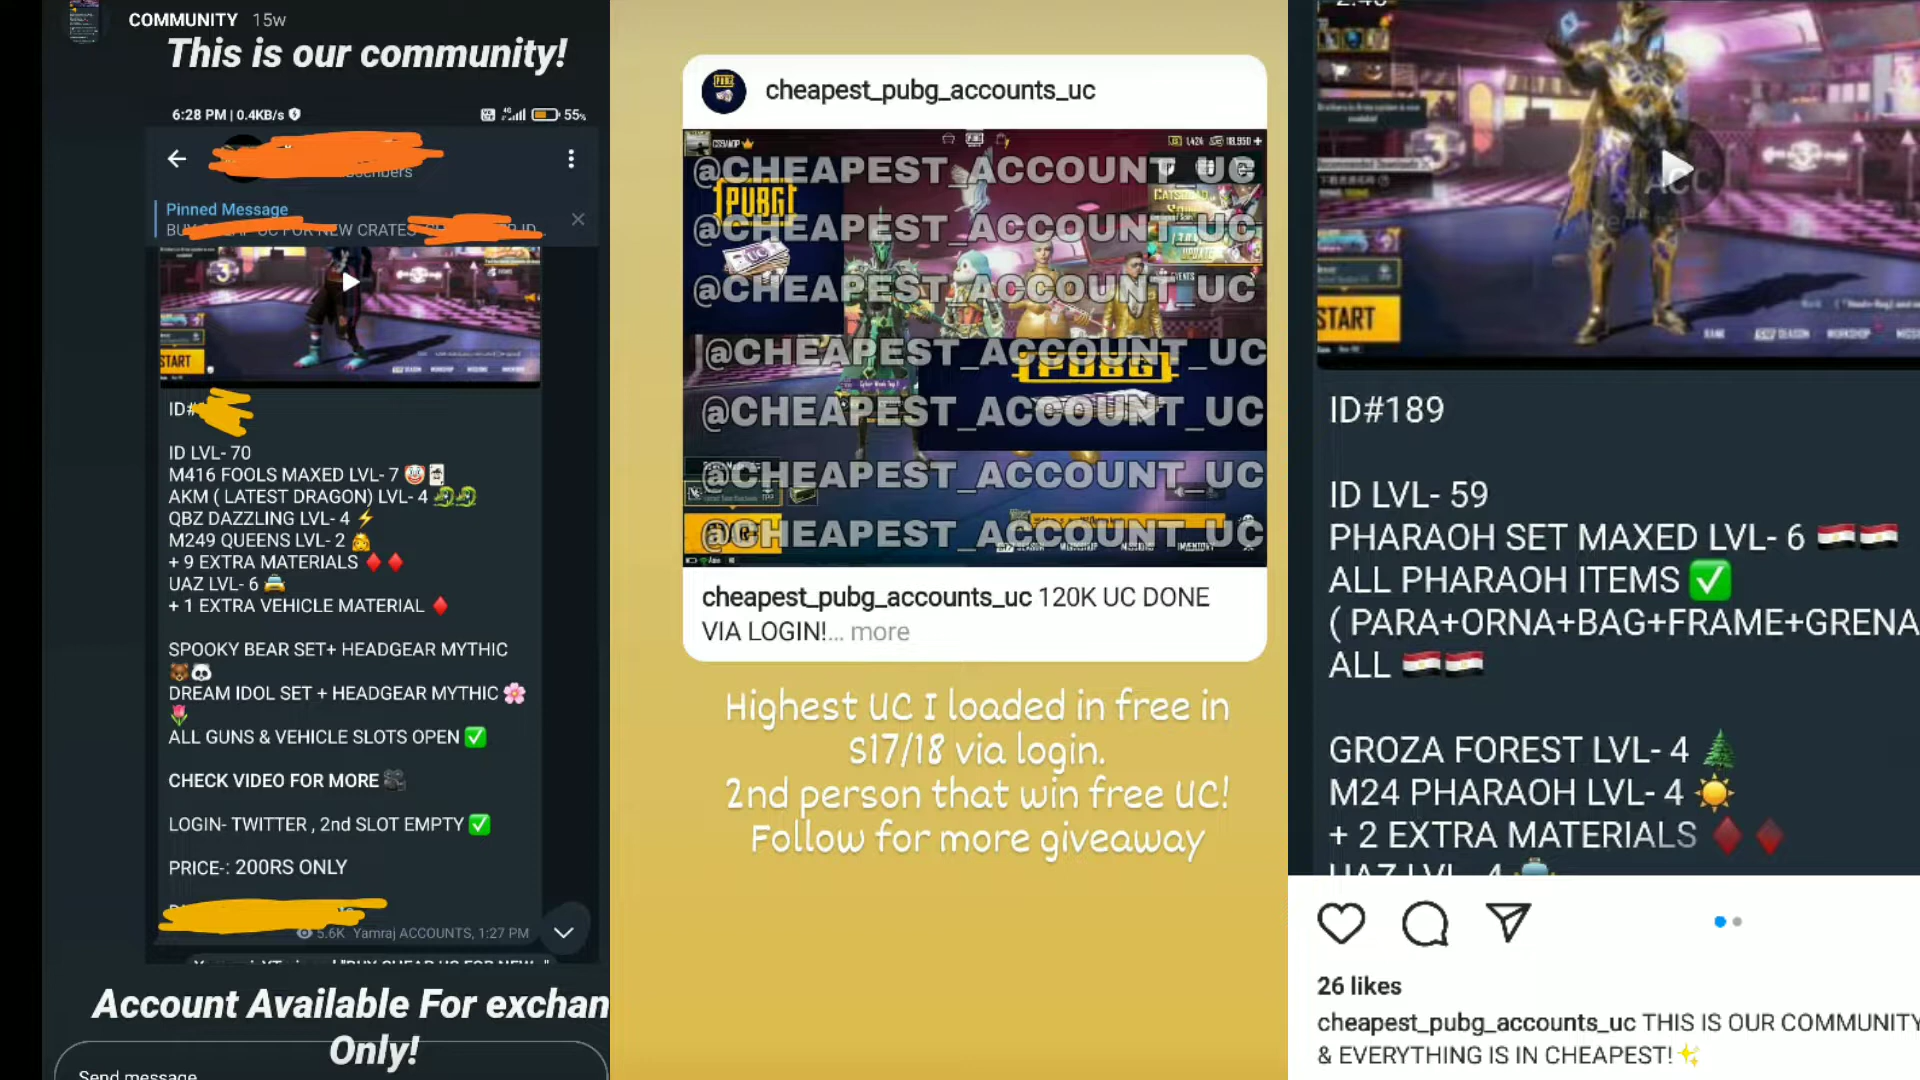 COMMUNITY 15w
This is our community!
6:28 PM | 0.4KB/s
55%
Pinned Message
FOR NEW CRATES
START
ID#
ID LVL- 70
M416 FOOLS MAXED LVL- 7 🤡🃏
AKM ( LATEST DRAGON) LVL- 4 🐉🐉
QBZ DAZZLING LVL- 4 ⚡
M249 QUEENS LVL- 2 👸
+ 9 EXTRA MATERIALS ♦️♦️
UAZ LVL- 6 🚖
+ 1 EXTRA VEHICLE MATERIAL ♦️
SPOOKY BEAR SET+ HEADGEAR MYTHIC
🐻🐼
DREAM IDOL SET + HEADGEAR MYTHIC 🌸
🌷
ALL GUNS & VEHICLE SLOTS OPEN ✅
CHECK VIDEO FOR MORE 🎥
LOGIN- TWITTER , 2nd SLOT EMPTY ✅
PRICE-: 200RS ONLY
5.6K Yamraj ACCOUNTS, 1:27 PM
Account Available For exchan
Only!
Send message
cheapest_pubg_accounts_uc
@CHEAPEST_ACCOUNT_UC
PUBG
@CHEAPEST_ACCOUNT_UC
@CHEAPEST_ACCOUNT_UC
EVENTS
@CHEAPEST_ACCOUNT_UC
PUBG
@CHEAPEST_ACCOUNT_UC
@CHEAPEST_ACCOUNT_UC
@CHEAPEST_ACCOUNT_UC
cheapest_pubg_accounts_uc 120K UC DONE
VIA LOGIN!... more
Highest UC I loaded in free in
S17/18 via login.
2nd person that win free UC!
Follow for more giveaway
START
ID#189
ID LVL- 59
PHARAOH SET MAXED LVL- 6 🇪🇬🇪🇬
ALL PHARAOH ITEMS ✅
( PARA+ORNA+BAG+FRAME+GRENA
ALL 🇪🇬🇪🇬
GROZA FOREST LVL- 4 🌲
M24 PHARAOH LVL- 4 ☀️
+ 2 EXTRA MATERIALS ♦️♦️
UAZ LVL- 4 🚖
26 likes
cheapest_pubg_accounts_uc THIS IS OUR COMMUNITY
& EVERYTHING IS IN CHEAPEST!✨